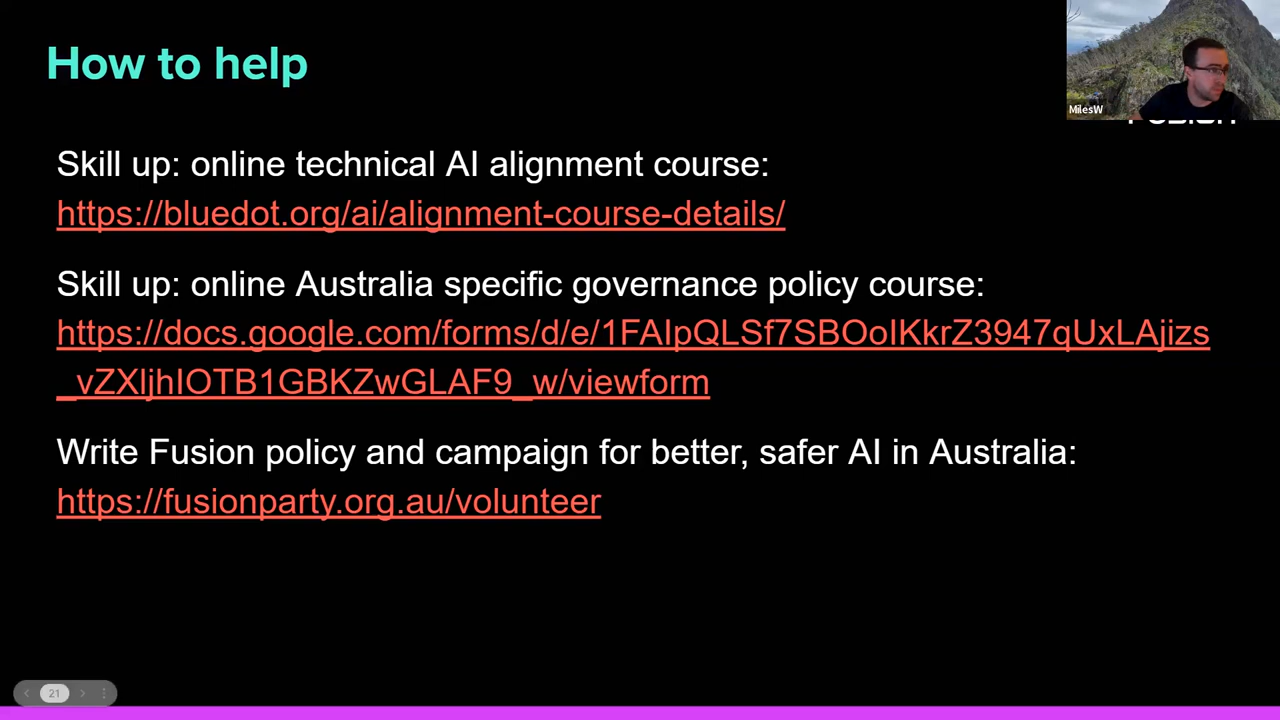 How to help
MilesW
Skill up: online technical AI alignment course:
https://bluedot.org/ai/alignment-course-details/
Skill up: online Australia specific governance policy course:
https://docs.google.com/forms/d/e/1FAIpQLSf7SBOoIKkrZ3947qUxLAjizs
_vZXljhIOTB1GBKZwGLAF9_w/viewform
Write Fusion policy and campaign for better, safer AI in Australia:
https://fusionparty.org.au/volunteer
21